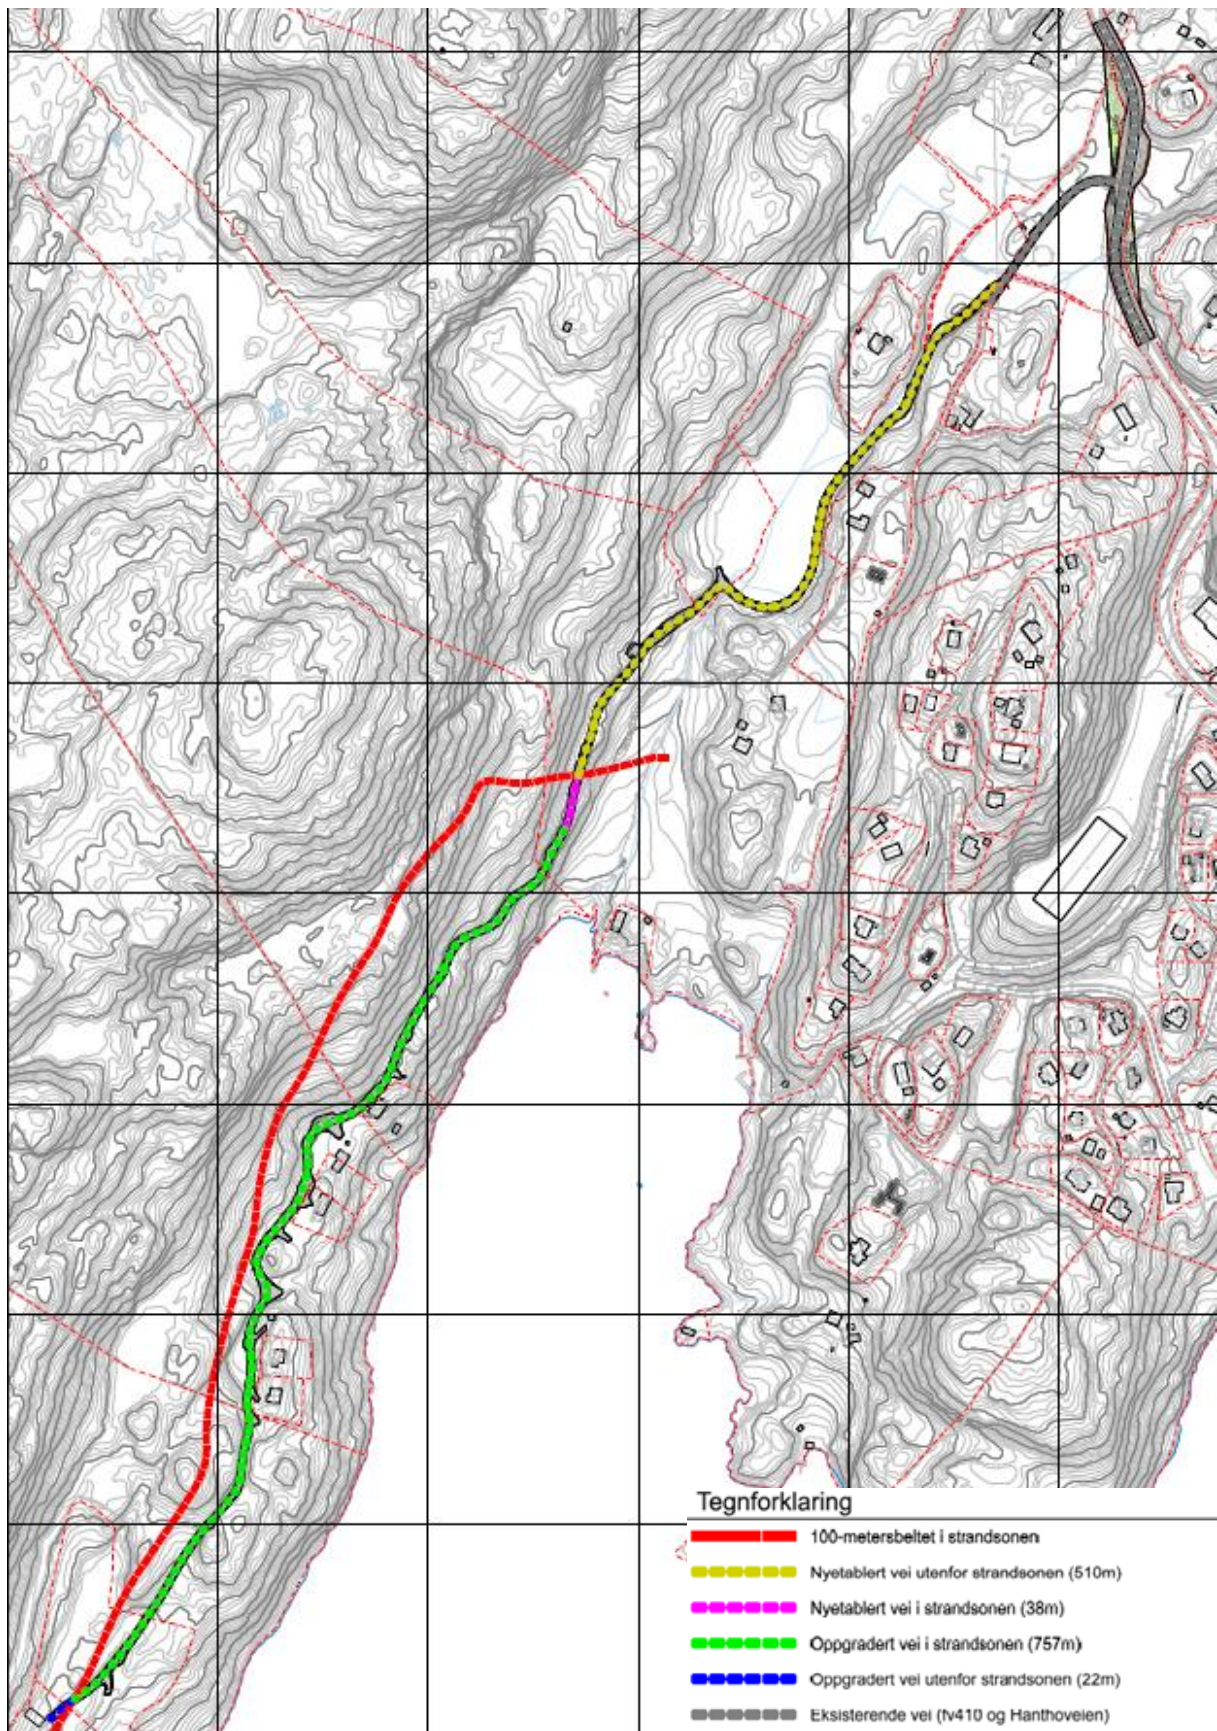 Tegnforklaring
100-metersbeltet i strandsonen
Nyetablert vei utenfor strandsonen (510m)
Nyetablert vei i strandsonen (38m)
Oppgradert vei i strandsonen (757m)
Oppgradert vei utenfor strandsonen (22m)
Eksisterende vei (fv410 og Hanthoveien)